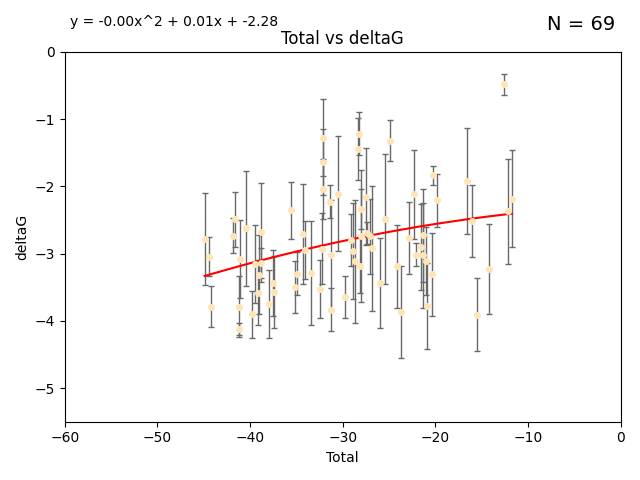 y = -0.00x^2 + 0.01x + -2.28
N = 69
Total vs deltaG
0
−1
−2
−3
−4
−5
deltaG
−60 −50 −40 −30 −20 −10 0
Total